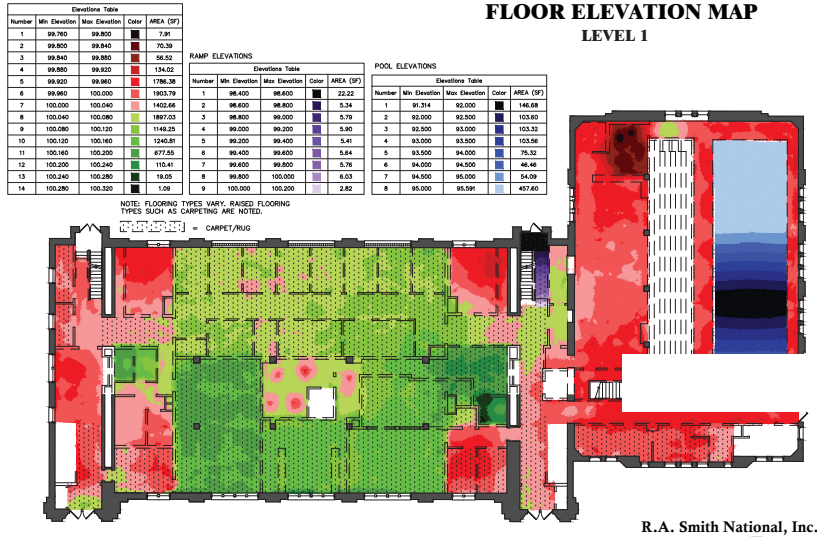 FLOOR ELEVATION MAP
LEVEL 1
Elevations Table
Number Min Elevation Max Elevation Color AREA (SF)
1 99.760 99.800 7.91
2 99.800 99.840 70.39
3 99.840 99.880 56.52
4 99.880 99.920 134.02
5 99.920 99.960 1786.38
6 99.960 100.000 1903.79
7 100.000 100.040 1402.66
8 100.040 100.080 1897.03
9 100.080 100.120 1149.25
10 100.120 100.160 1240.81
11 100.160 100.200 677.55
12 100.200 100.240 110.41
13 100.240 100.280 19.05
14 100.280 100.320 1.09
RAMP ELEVATIONS
Elevations Table
Number Min Elevation Max Elevation Color AREA (SF)
1 98.400 98.600 22.22
2 98.600 98.800 5.34
3 98.800 99.000 5.79
4 99.000 99.200 5.90
5 99.200 99.400 5.41
6 99.400 99.600 5.64
7 99.600 99.800 5.76
8 99.800 100.000 6.03
9 100.000 100.200 2.82
POOL ELEVATIONS
Elevations Table
Number Min Elevation Max Elevation Color AREA (SF)
1 91.314 92.000 146.68
2 92.000 92.500 103.60
3 92.500 93.000 103.32
4 93.000 93.500 103.56
5 93.500 94.000 75.32
6 94.000 94.500 46.46
7 94.500 95.000 54.09
8 95.000 95.591 457.60
NOTE: FLOORING TYPES VARY. RAISED FLOORING
TYPES SUCH AS CARPETING ARE NOTED.
= CARPET/RUG
R.A. Smith National, Inc.